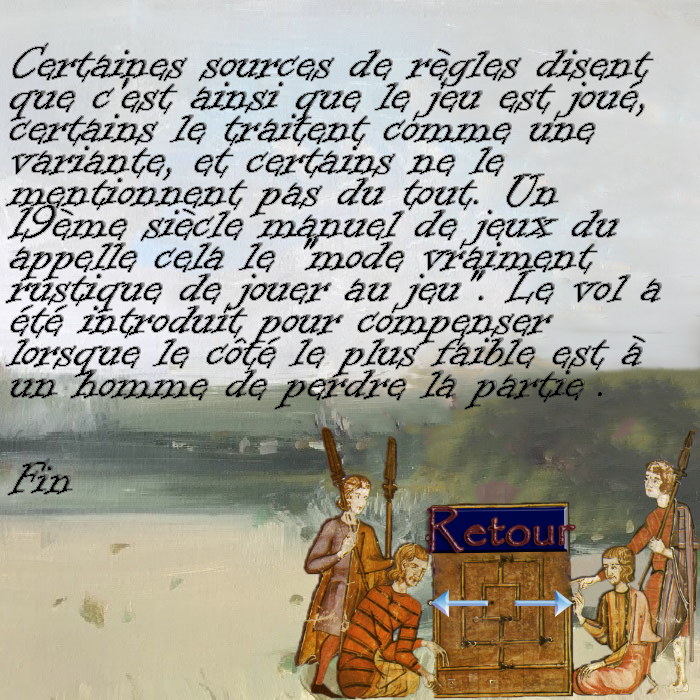 Certaines sources de règles disent
que c'est ainsi que le jeu est joué,
certains le traitent comme une
variante, et certains ne le
mentionnent pas du tout. Un
19ème siècle manuel de jeux du
appelle cela le "mode vraiment
rustique de jouer au jeu". Le vol a
été introduit pour compenser
lorsque le côté le plus faible est à
un homme de perdre la partie .
Fin
Retour